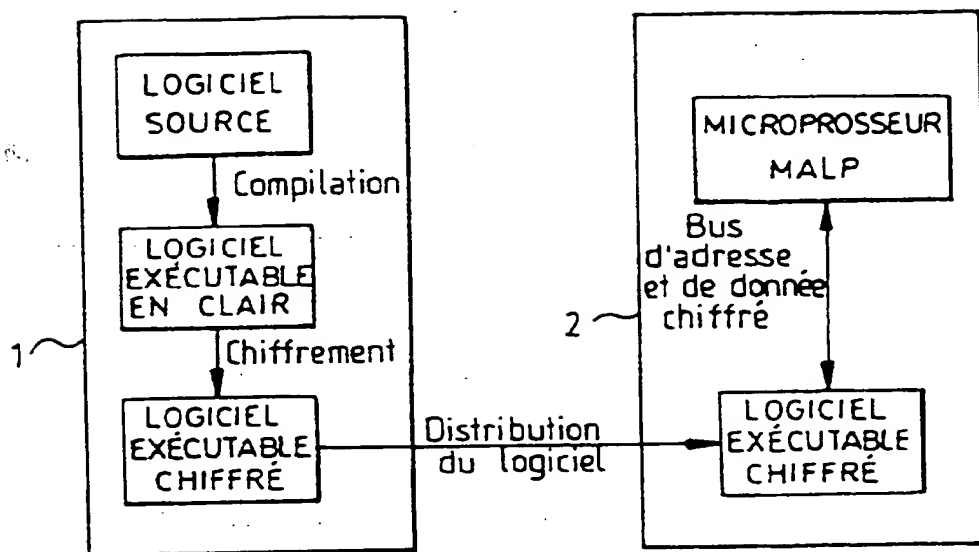 LOGICIEL
SOURCE
Compilation
LOGICIEL
EXÉCUTABLE
EN CLAIR
1
Chiffrement
LOGICIEL
EXÉCUTABLE
CHIFFRÉ
Distribution
du logiciel
MICROPROSSEUR
MALP
Bus
d'adresse
et de donnée
chiffré
2
LOGICIEL
EXÉCUTABLE
CHIFFRÉ